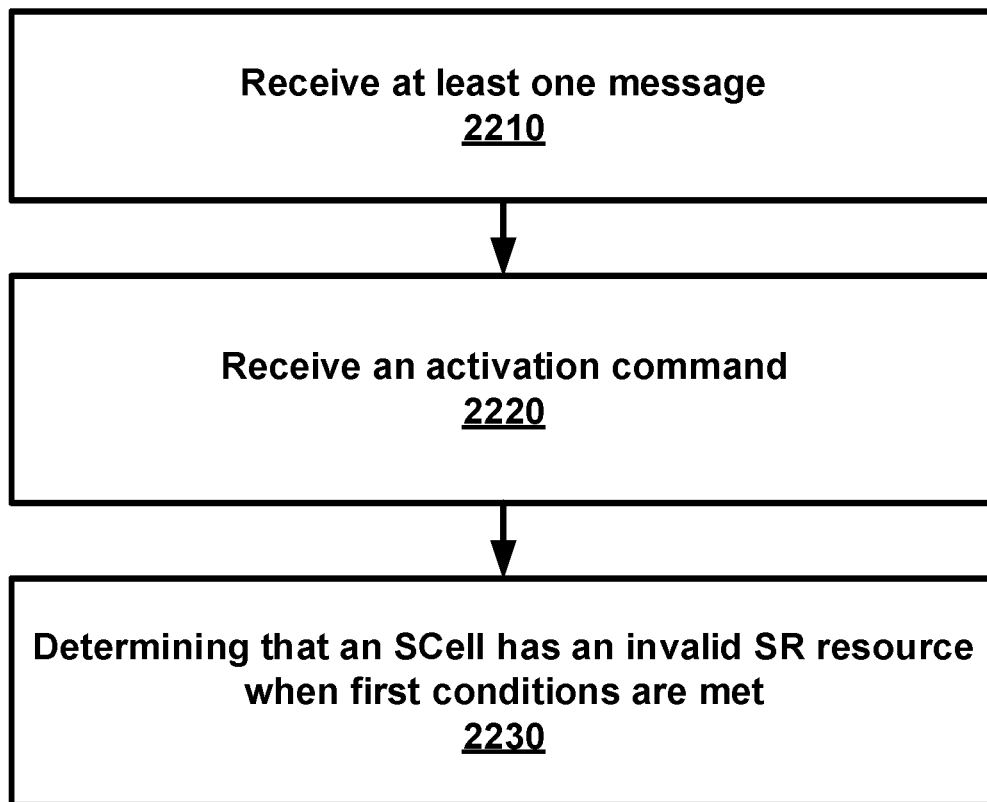 Receive at least one message
2210
Receive an activation command
2220
Determining that an SCell has an invalid SR resource
when first conditions are met
2230